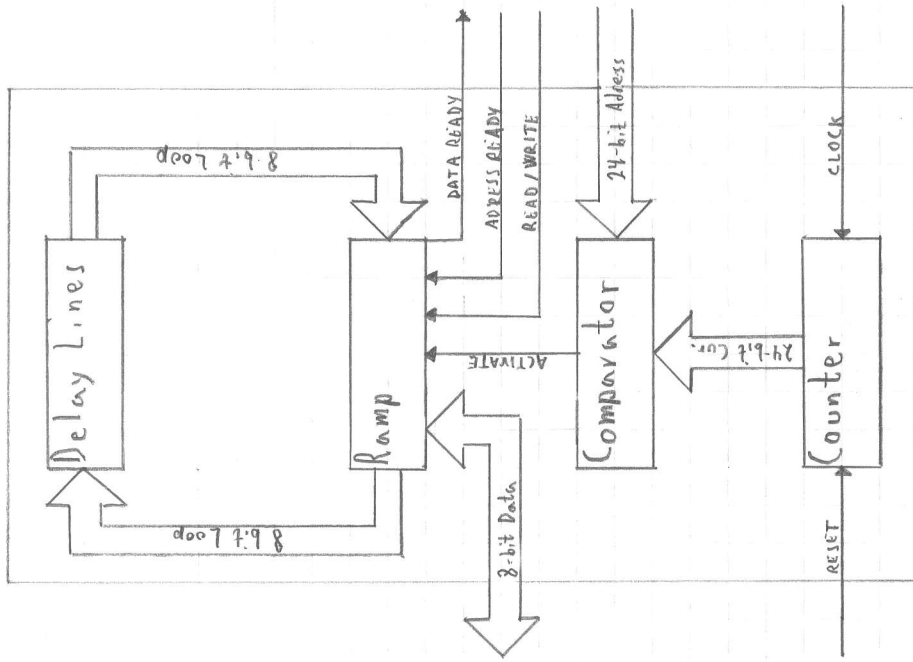 Delay Lines
8-bit Loop
8 bit Loop
Ramp
DATA READY
ADRESS READY
READ/WRITE
ACTIVATE
8-bit Data
24-bit Adress
Comparator
24-bit Cur.
Counter
CLOCK
RESET